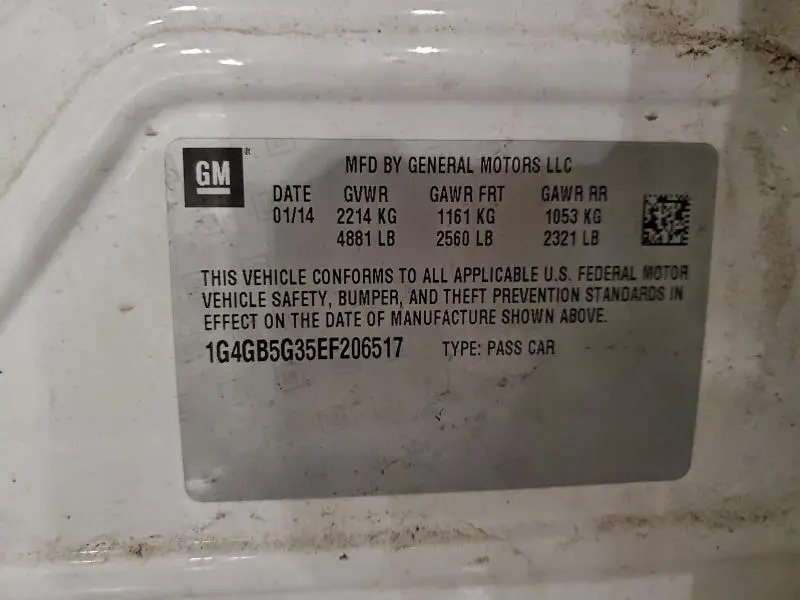 GM ®
MFD BY GENERAL MOTORS LLC
DATE GVWR GAWR FRT GAWR RR
01/14 2214 KG 1161 KG 1053 KG
4881 LB 2560 LB 2321 LB
THIS VEHICLE CONFORMS TO ALL APPLICABLE U.S. FEDERAL MOTOR
VEHICLE SAFETY, BUMPER, AND THEFT PREVENTION STANDARDS IN
EFFECT ON THE DATE OF MANUFACTURE SHOWN ABOVE.
1G4GB5G35EF206517 TYPE: PASS CAR